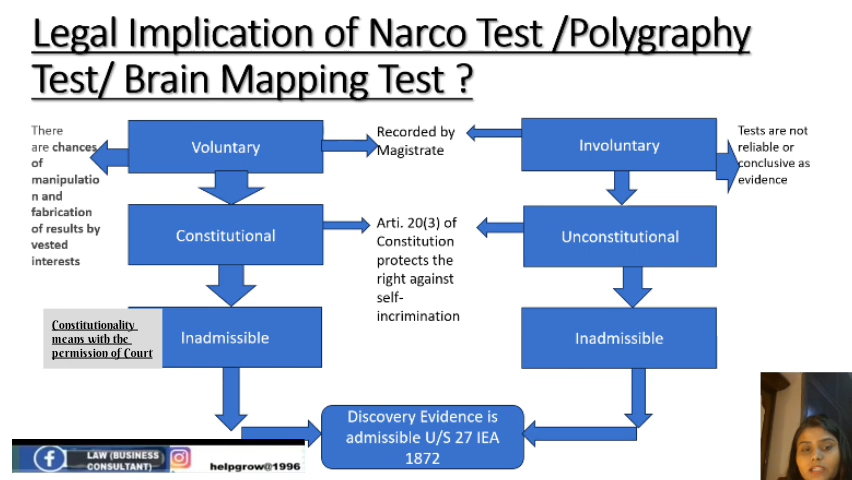 Legal Implication of Narco Test /Polygraphy
Test/ Brain Mapping Test ?
There
are chances
of
manipulatio
n and
fabrication
of results by
vested
interests
Voluntary
Recorded by
Magistrate
Involuntary
Tests are not
reliable or
conclusive as
evidence
Constitutional
Arti. 20(3) of
Constitution
protects the
right against
self-
incrimination
Unconstitutional
Constitutionality
means with the
permission of Court
Inadmissible
Inadmissible
Discovery Evidence is
admissible U/S 27 IEA
1872
f
LAW (BUSINESS
CONSULTANT)
helpgrow@1996